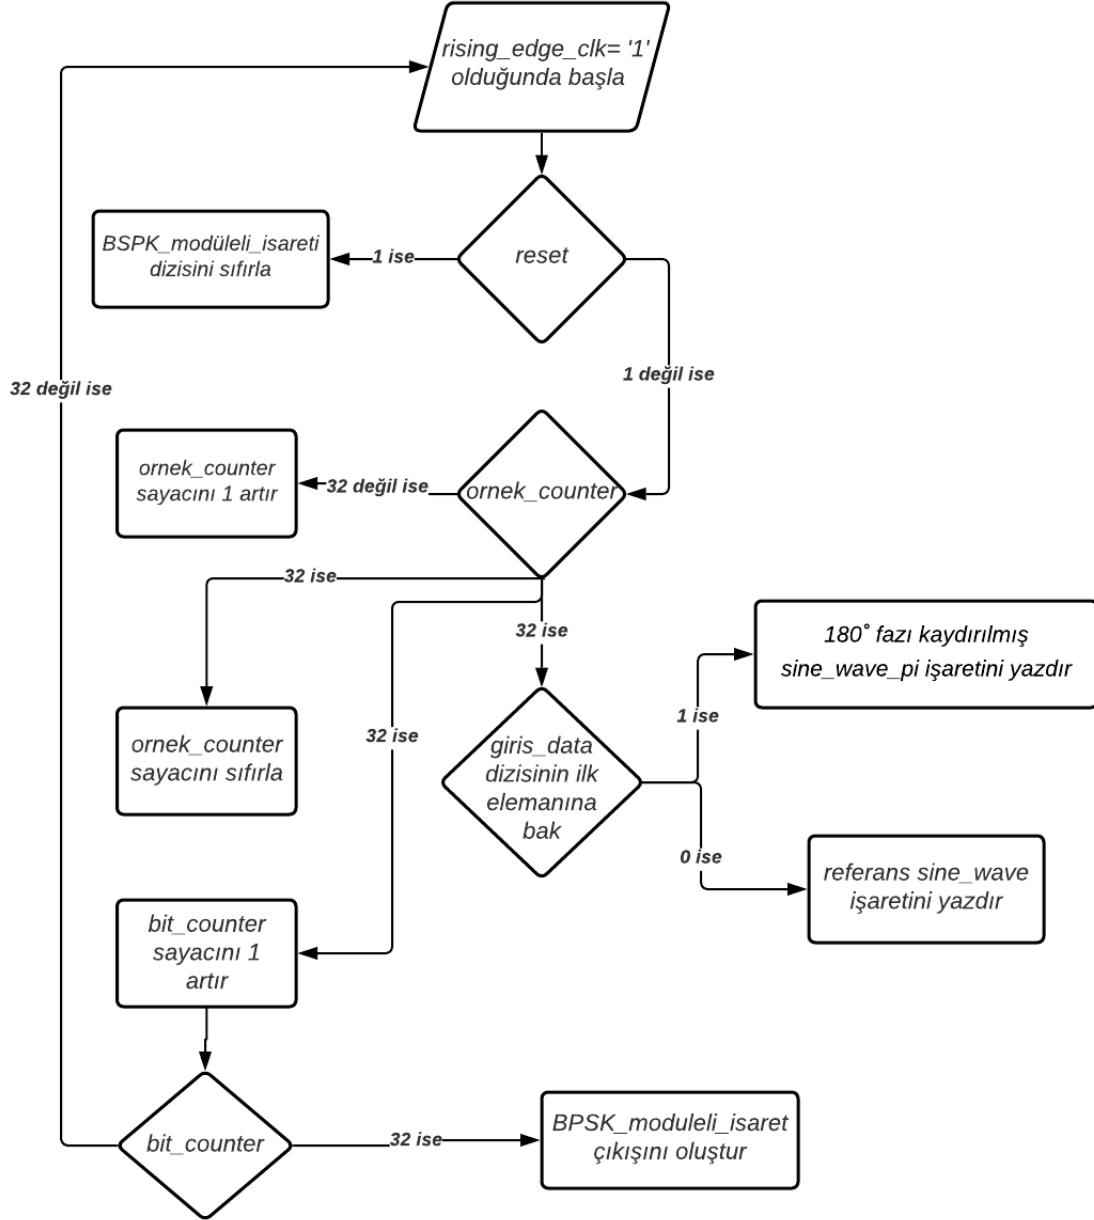 rising_edge_clk= '1'
olduğunda başla
BSPK_modüleli_isareti
dizisini sıfırla
1 ise
reset
1 değil ise
32 değil ise
ornek_counter
sayacını 1 artır
32 değil ise
ornek_counter
32 ise
32 ise
180˚ fazı kaydırılmış
sine_wave_pi işaretini yazdır
ornek_counter
sayacını sıfırla
32 ise
giris_data
dizisinin ilk
elemanına
bak
1 ise
0 ise
referans sine_wave
işaretini yazdır
bit_counter
sayacını 1
artır
bit_counter
32 ise
BPSK_moduleli_isaret
çıkışını oluştur